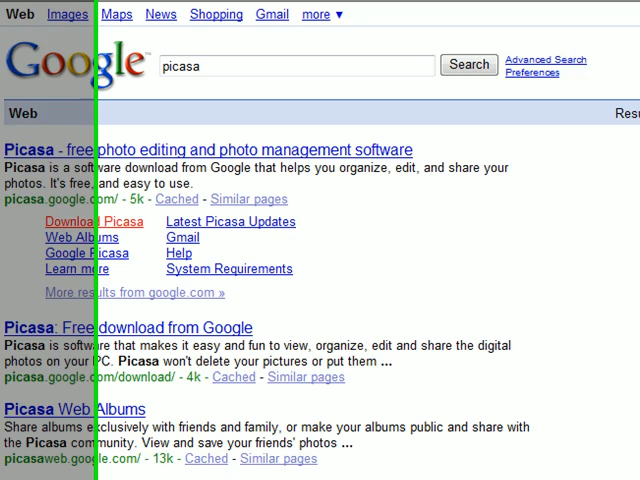 Web Images Maps News Shopping Gmail more ▼
Google™ picasa Search Advanced Search
Preferences
Web
Picasa - free photo editing and photo management software
Picasa is a software download from Google that helps you organize, edit, and share your
photos. It's free, and easy to use.
picasa.google.com/ - 5k - Cached - Similar pages
Download Picasa Latest Picasa Updates
Web Albums Gmail
Google Picasa Help
Learn more System Requirements
More results from google.com »
Picasa: Free download from Google
Picasa is software that makes it easy and fun to view, organize, edit and share the digital
photos on your PC. Picasa won't delete your pictures or put them ...
picasa.google.com/download/ - 4k - Cached - Similar pages
Picasa Web Albums
Share albums exclusively with friends and family, or make your albums public and share with
the Picasa community. View and save your friends' photos ...
picasaweb.google.com/ - 13k - Cached - Similar pages